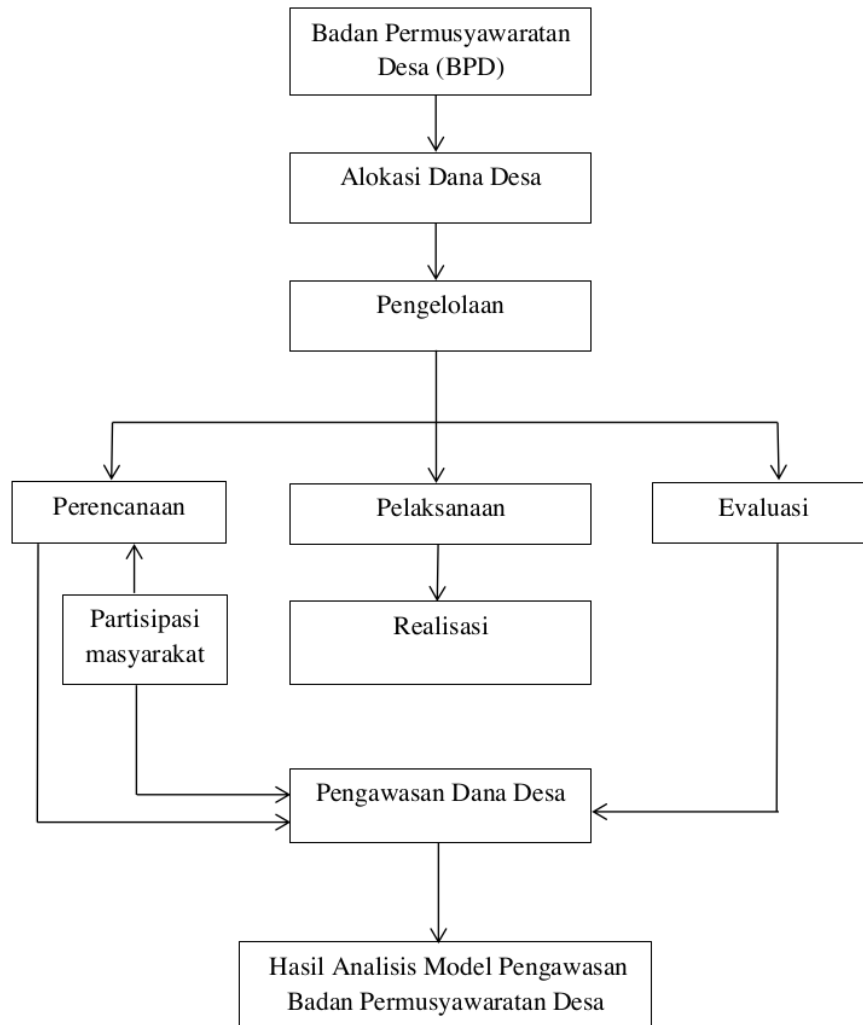 Badan Permusyawaratan
Desa (BPD)
Alokasi Dana Desa
Pengelolaan
Perencanaan
Pelaksanaan
Evaluasi
Partisipasi
masyarakat
Realisasi
Pengawasan Dana Desa
Hasil Analisis Model Pengawasan
Badan Permusyawaratan Desa